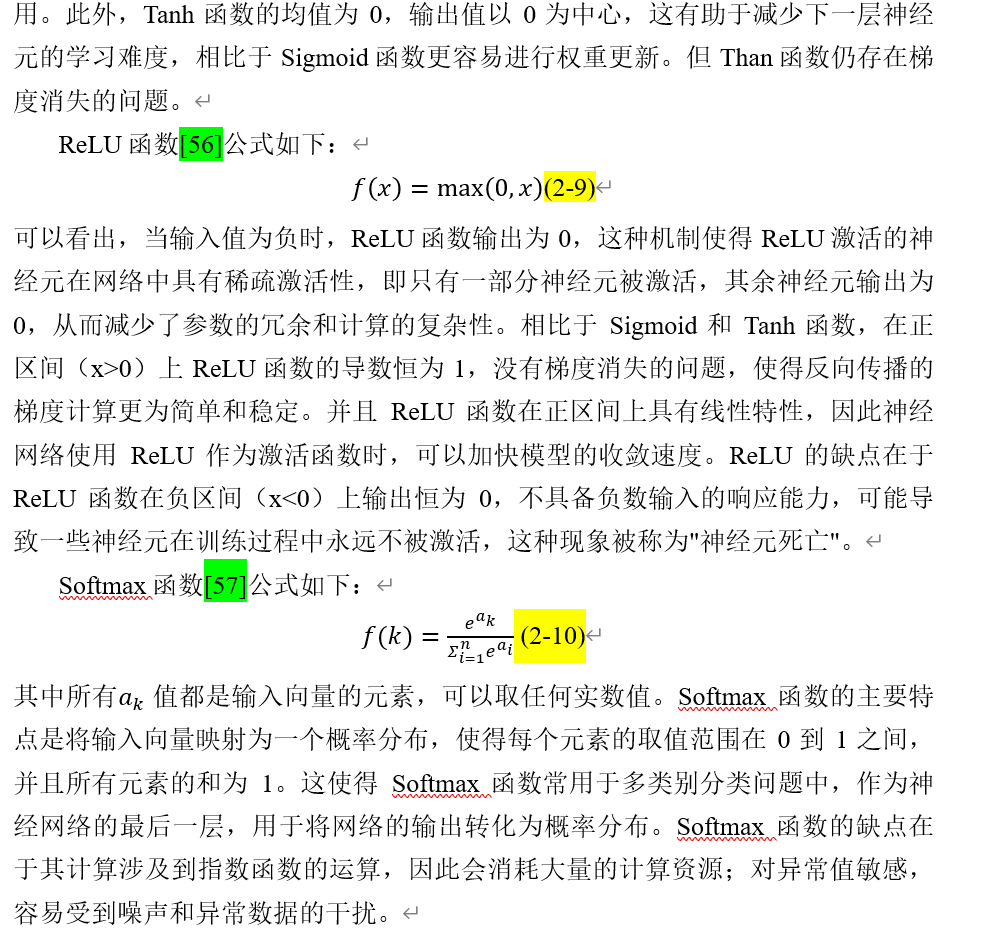 用。此外，Tanh 函数的均值为 0，输出值以 0 为中心，这有助于减少下一层神经
元的学习难度，相比于 Sigmoid 函数更容易进行权重更新。但 Than 函数仍存在梯
度消失的问题。
ReLU 函数[56]公式如下：
f(x) = max(0, x)(2-9)
可以看出，当输入值为负时，ReLU 函数输出为 0，这种机制使得 ReLU 激活的神
经元在网络中具有稀疏激活性，即只有一部分神经元被激活，其余神经元输出为
0，从而减少了参数的冗余和计算的复杂性。相比于 Sigmoid 和 Tanh 函数，在正
区间（x>0）上 ReLU 函数的导数恒为 1，没有梯度消失的问题，使得反向传播的
梯度计算更为简单和稳定。并且 ReLU 函数在正区间上具有线性特性，因此神经
网络使用 ReLU 作为激活函数时，可以加快模型的收敛速度。ReLU 的缺点在于
ReLU 函数在负区间（x<0）上输出恒为 0，不具备负数输入的响应能力，可能导
致一些神经元在训练过程中永远不被激活，这种现象被称为"神经元死亡"。
Softmax 函数[57]公式如下：
f(k) = \frac{e^{a_k}}{\Sigma_{i=1}^{n} e^{a_i}} (2-10)
其中所有a_k 值都是输入向量的元素，可以取任何实数值。Softmax 函数的主要特
点是将输入向量映射为一个概率分布，使得每个元素的取值范围在 0 到 1 之间，
并且所有元素的和为 1。这使得 Softmax 函数常用于多类别分类问题中，作为神
经网络的最后一层，用于将网络的输出转化为概率分布。Softmax 函数的缺点在
于其计算涉及到指数函数的运算，因此会消耗大量的计算资源；对异常值敏感，
容易受到噪声和异常数据的干扰。